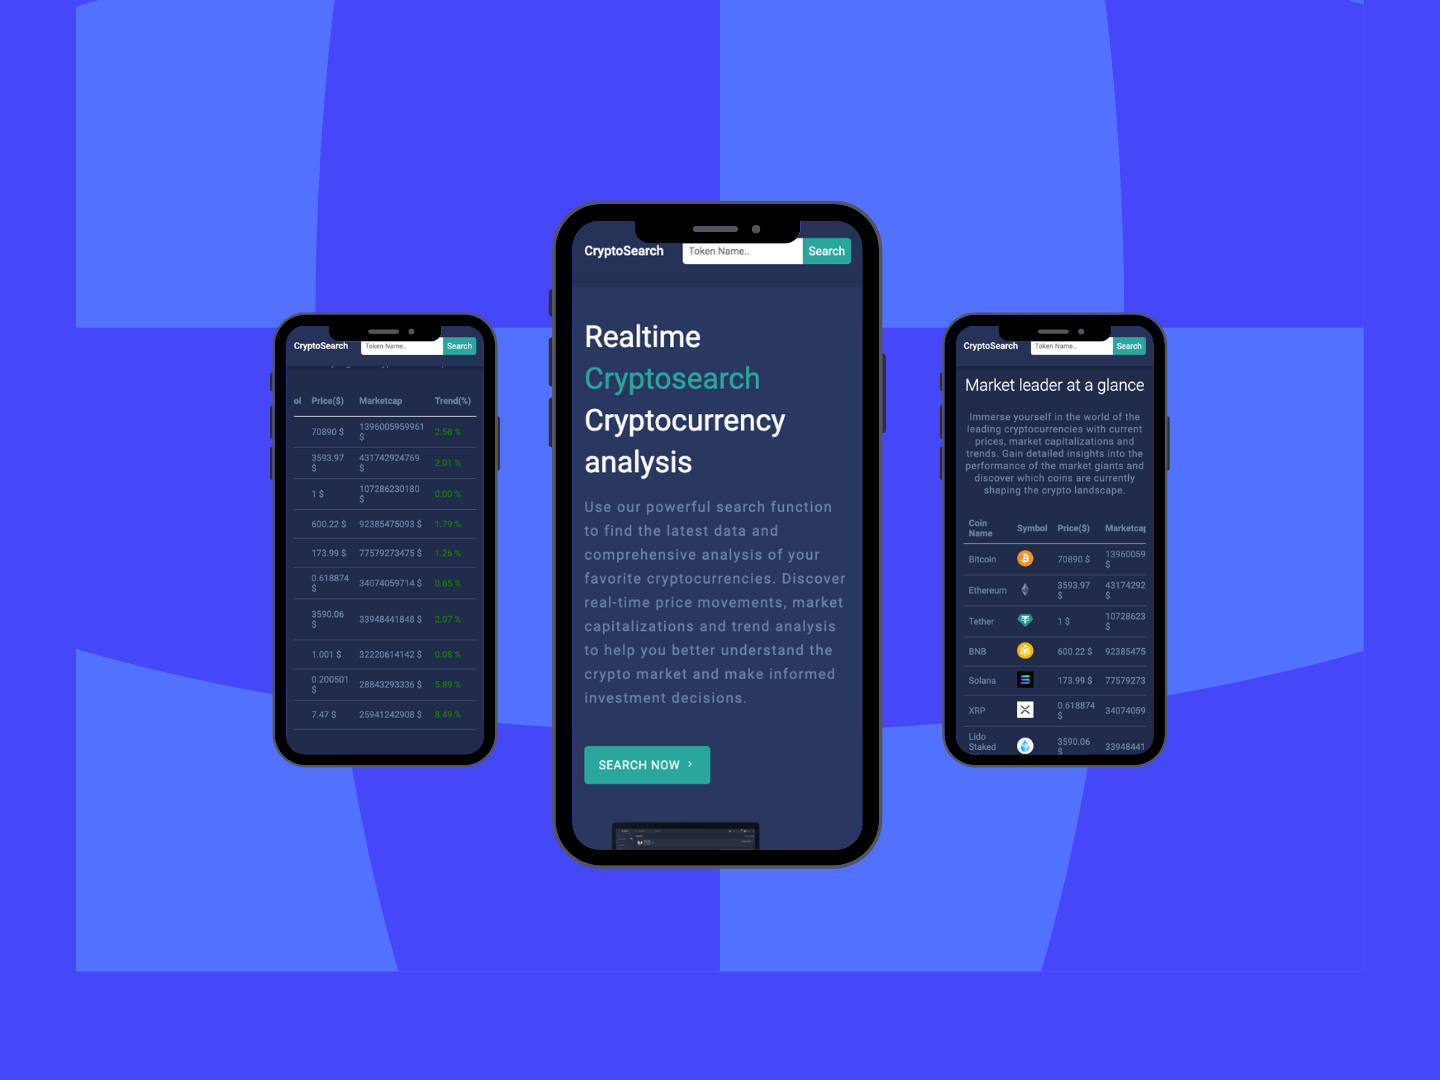 CryptoSearch
Token Name..
Search
ol Price($) Marketcap Trend(%)
70890 $ 1396005959961 $ 2.58 %
3593.97 $ 431742924769 $ 2.01 %
1 $ 107286230180 $ 0.00 %
600.22 $ 92385475093 $ 1.79 %
173.99 $ 77579273475 $ 1.26 %
0.618874 $ 34074059714 $ 0.65 %
3590.06 $ 33948441848 $ 2.07 %
1.001 $ 32220614142 $ 0.08 %
0.200501 $ 28843293336 $ 5.89 %
7.47 $ 25941242908 $ 8.49 %
CryptoSearch
Token Name..
Search
Realtime
Cryptosearch
Cryptocurrency
analysis
Use our powerful search function
to find the latest data and
comprehensive analysis of your
favorite cryptocurrencies. Discover
real-time price movements, market
capitalizations and trend analysis
to help you better understand the
crypto market and make informed
investment decisions.
SEARCH NOW
CryptoSearch
Token Name..
Search
Market leader at a glance
Immerse yourself in the world of the
leading cryptocurrencies with current
prices, market capitalizations and
trends. Gain detailed insights into the
performance of the market giants and
discover which coins are currently
shaping the crypto landscape.
Coin Name Symbol Price($) Marketcap
Bitcoin 70890 $ 13960059 $
Ethereum 3593.97 $ 43174292 $
Tether 1 $ 10728623 $
BNB 600.22 $ 92385475
Solana 173.99 $ 77579273
XRP 0.618874 $ 34074059
Lido Staked 3590.06 $ 33948441